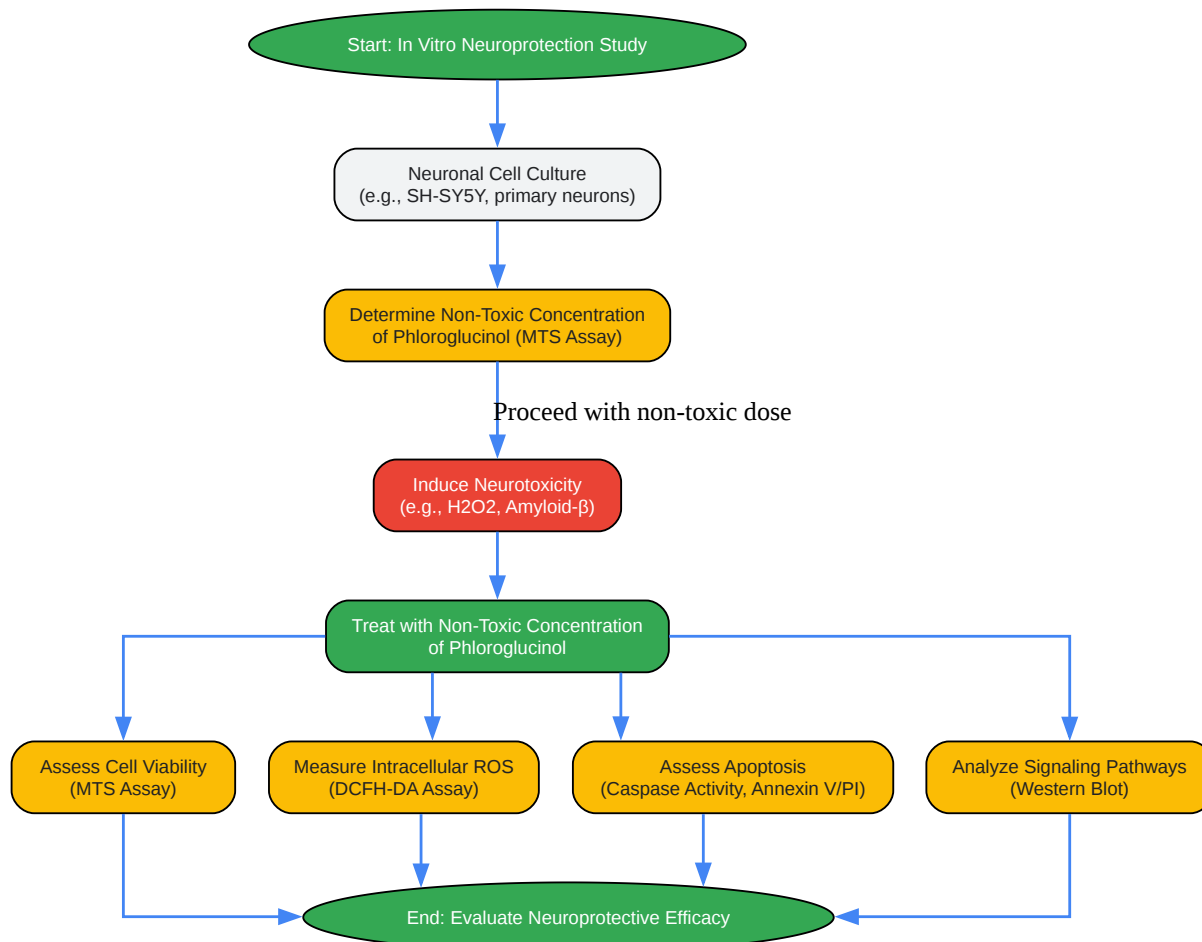 Start: In Vitro Neuroprotection Study
Neuronal Cell Culture
(e.g., SH-SY5Y, primary neurons)
Determine Non-Toxic Concentration
of Phloroglucinol (MTS Assay)
Proceed with non-toxic dose
Induce Neurotoxicity
(e.g., H2O2, Amyloid-β)
Treat with Non-Toxic Concentration
of Phloroglucinol
Assess Cell Viability
(MTS Assay)
Measure Intracellular ROS
(DCFH-DA Assay)
Assess Apoptosis
(Caspase Activity, Annexin V/PI)
Analyze Signaling Pathways
(Western Blot)
End: Evaluate Neuroprotective Efficacy